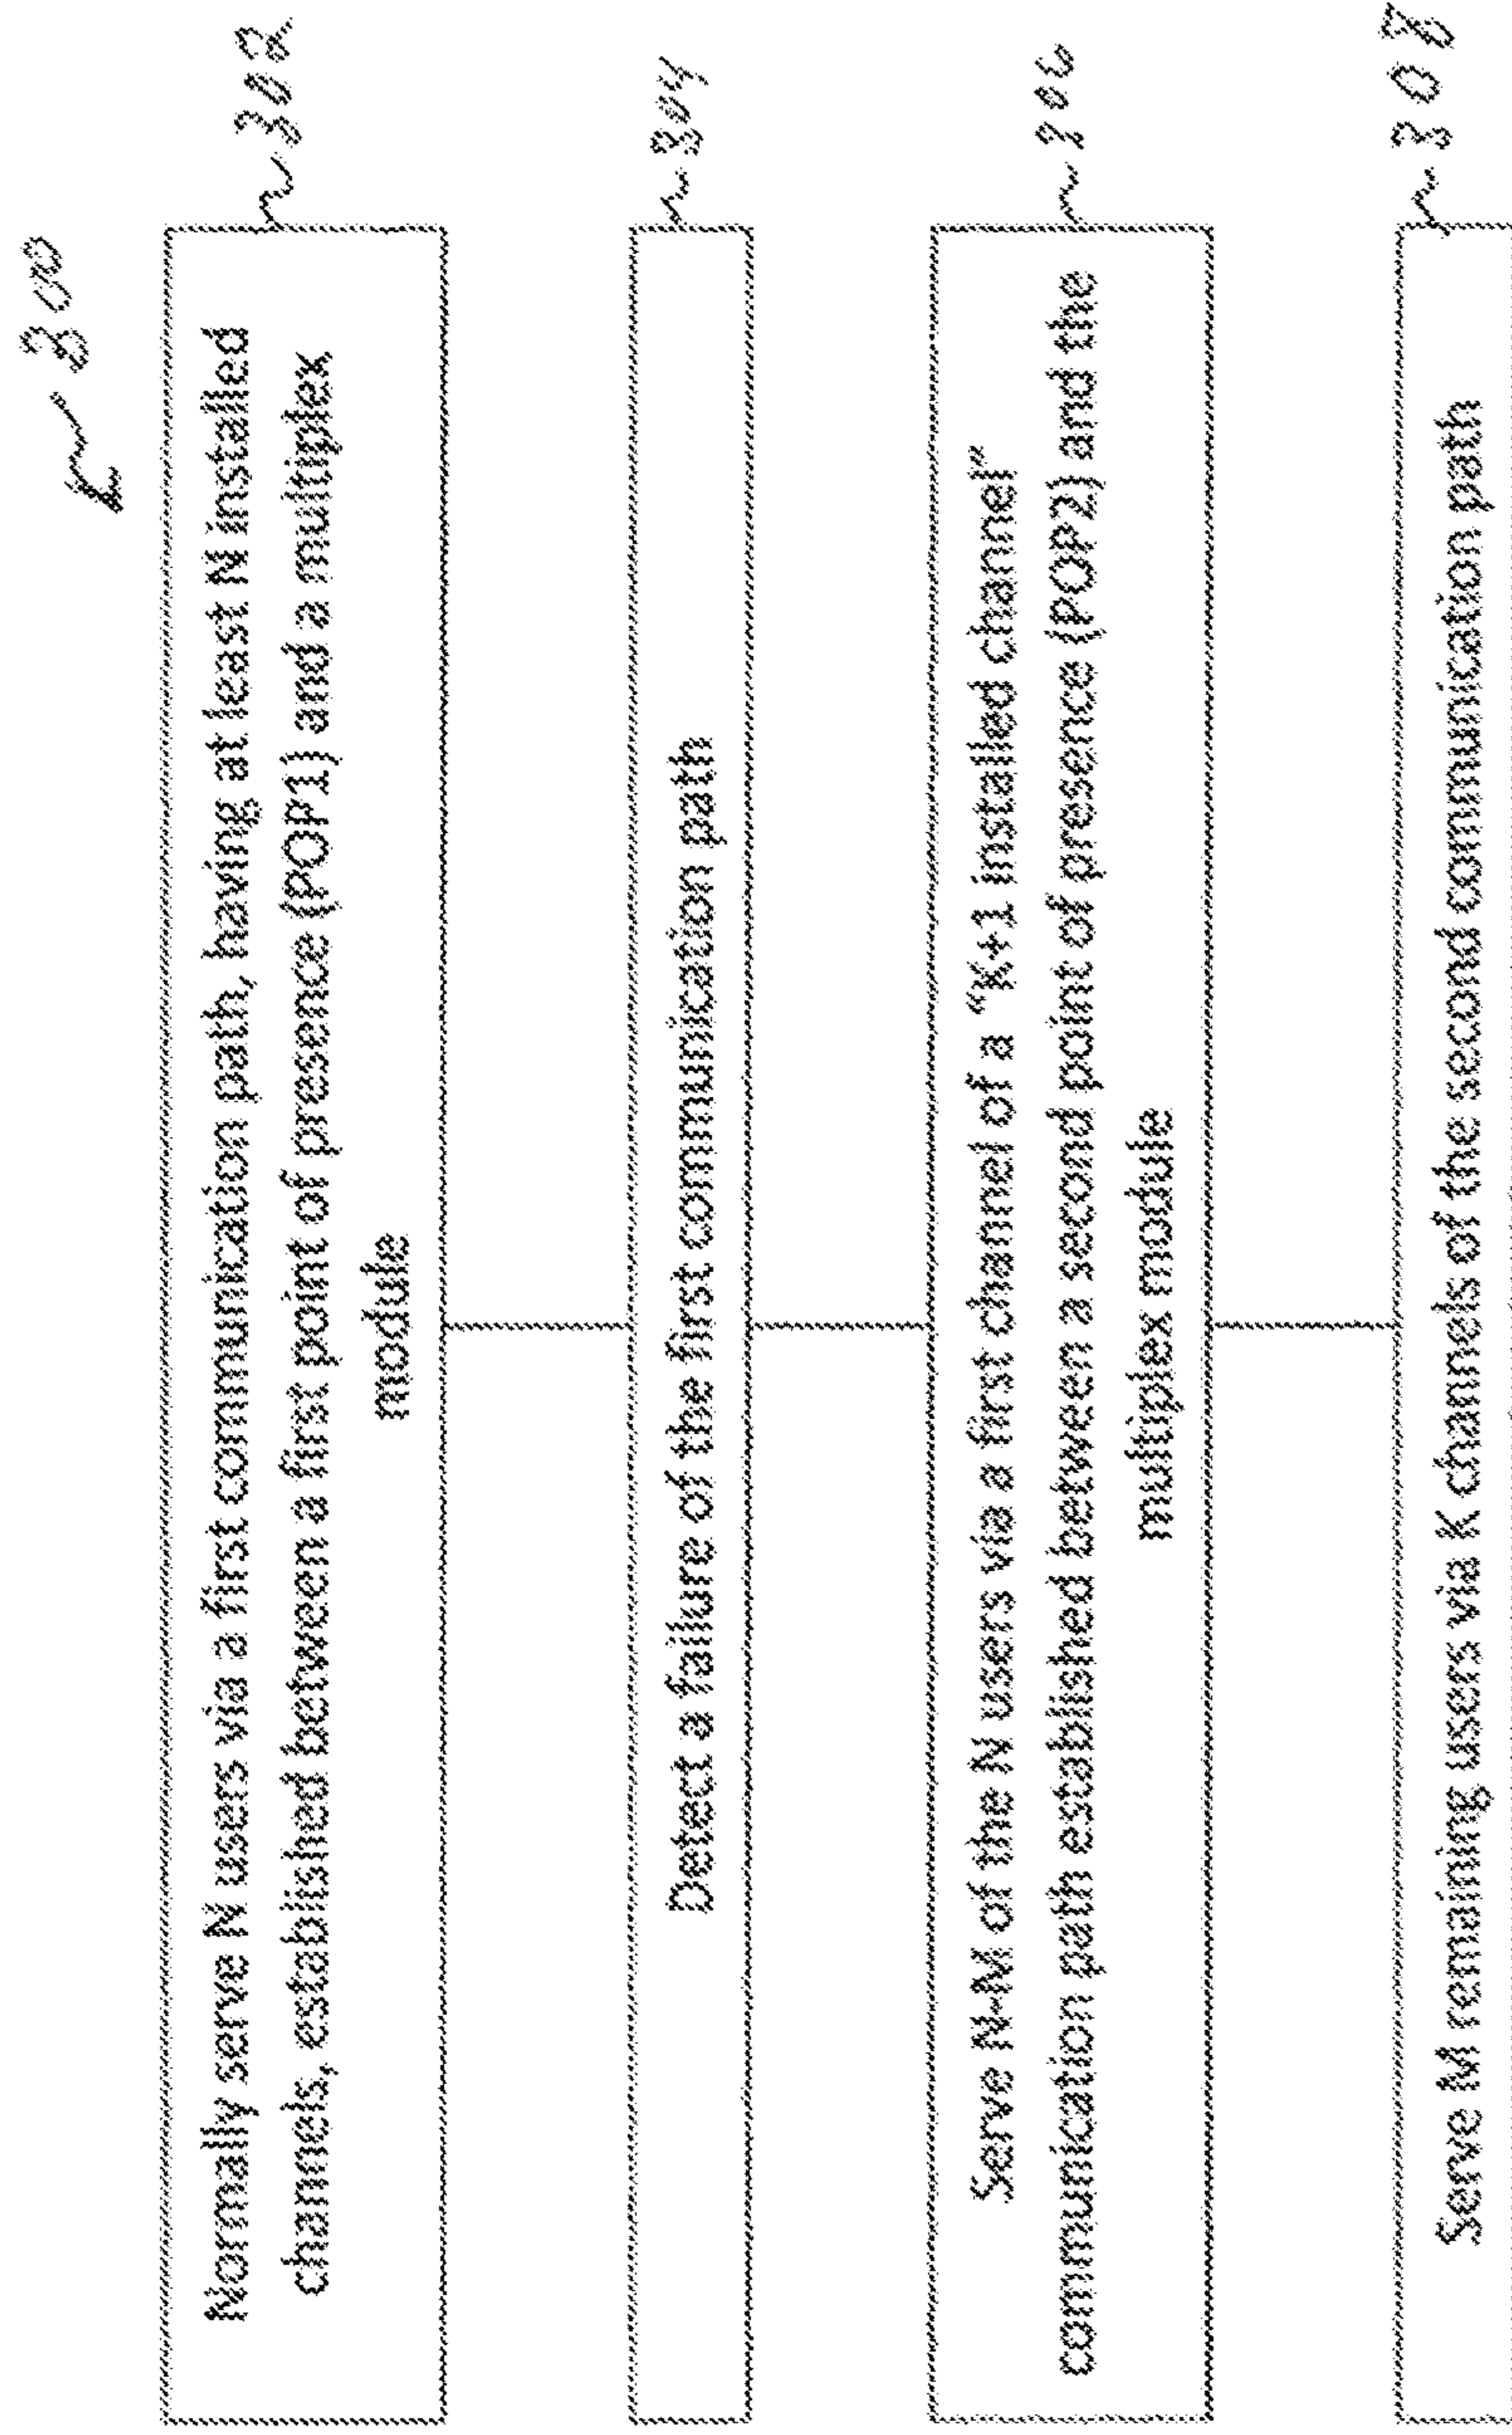 300
Normally serve N users via a first communication path, having at least N installed
channels, established between a first point of presence (POP1) and a multiplex
module
302
Detect a failure of the first communication path
304
Serve N-M of the N users via a first channel of a "K+1 installed channel"
communication path established between a second point of presence (POP2) and the
multiplex module
306
Serve M remaining users via K channels of the second communication path
308